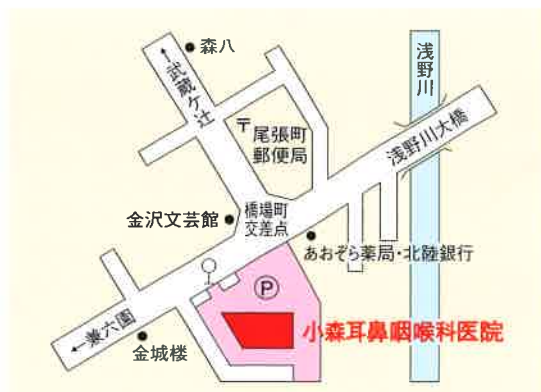 森八
←武蔵ケ辻
浅野川
〒
尾張町
郵便局
浅野川大橋
金沢文芸館
橋場町
交差点
あおぞら薬局・北陸銀行
P
小森耳鼻咽喉科医院
←兼六園
金城楼